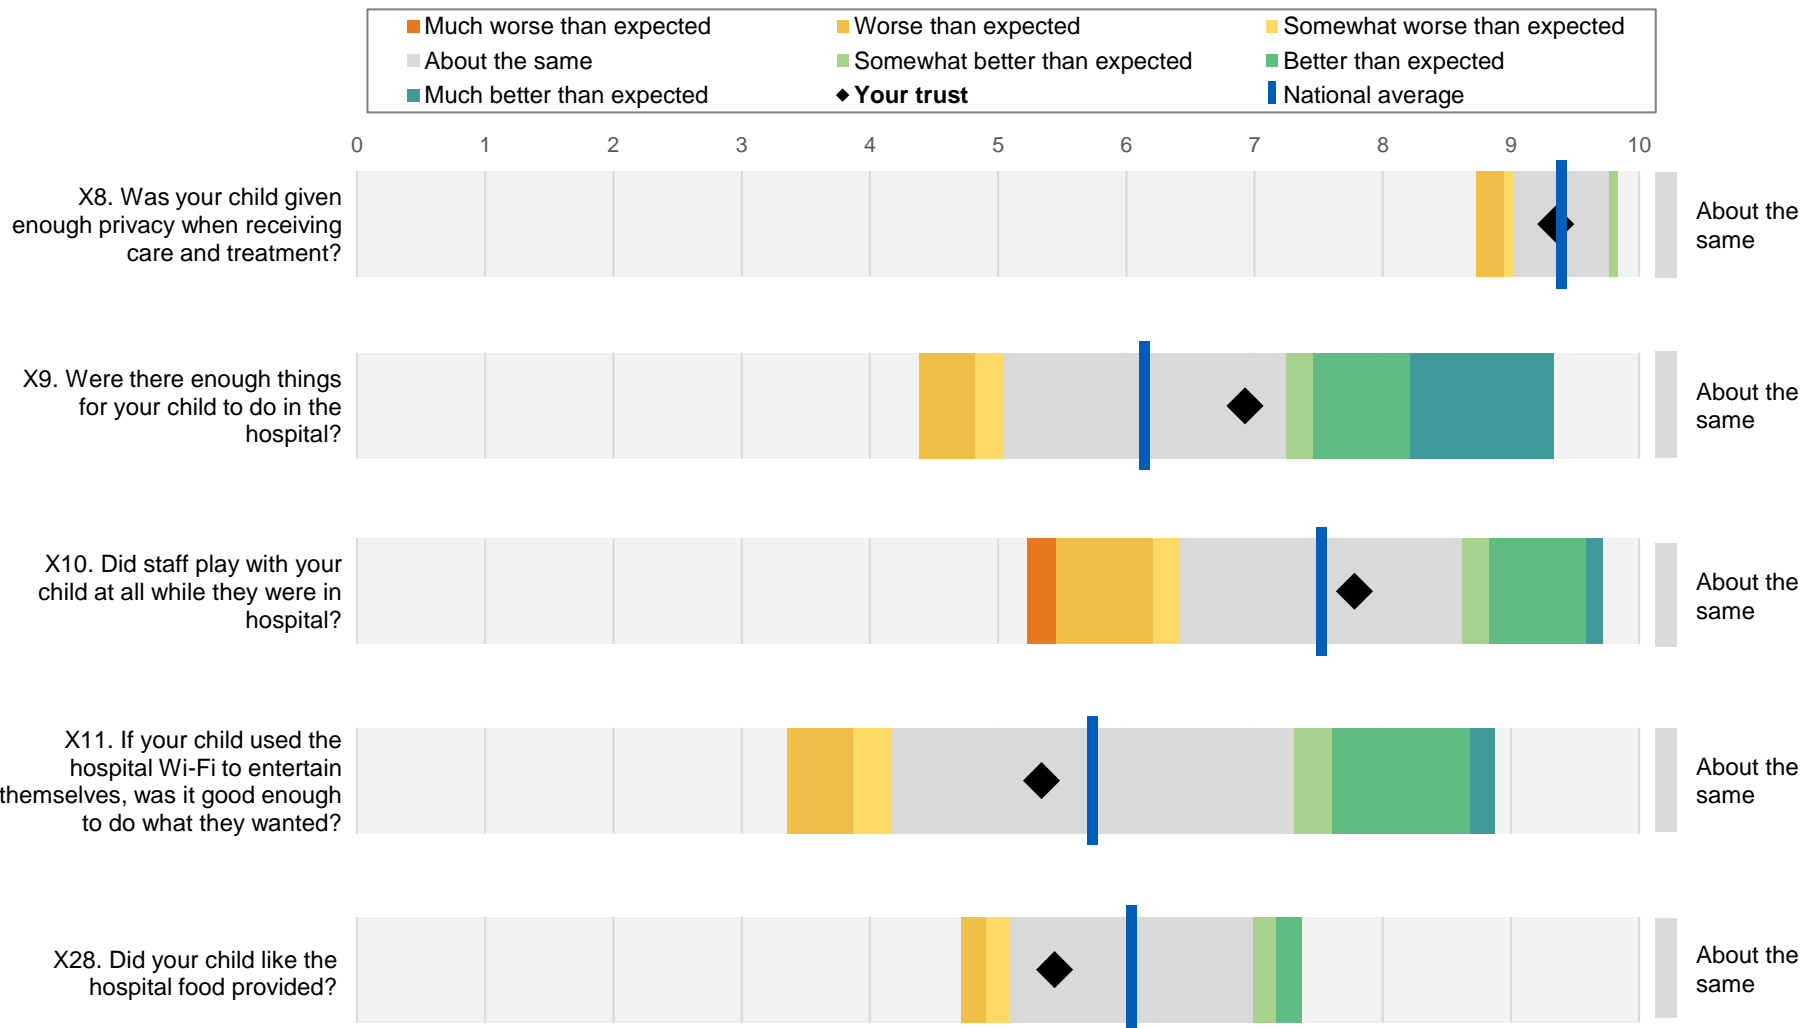 Much worse than expected
Worse than expected
Somewhat worse than expected
About the same
Somewhat better than expected
Better than expected
Much better than expected
Your trust
National average
0 1 2 3 4 5 6 7 8 9 10
X8. Was your child given
enough privacy when receiving
care and treatment?
About the
same
X9. Were there enough things
for your child to do in the
hospital?
About the
same
X10. Did staff play with your
child at all while they were in
hospital?
About the
same
X11. If your child used the
hospital Wi-Fi to entertain
themselves, was it good enough
to do what they wanted?
About the
same
X28. Did your child like the
hospital food provided?
About the
same